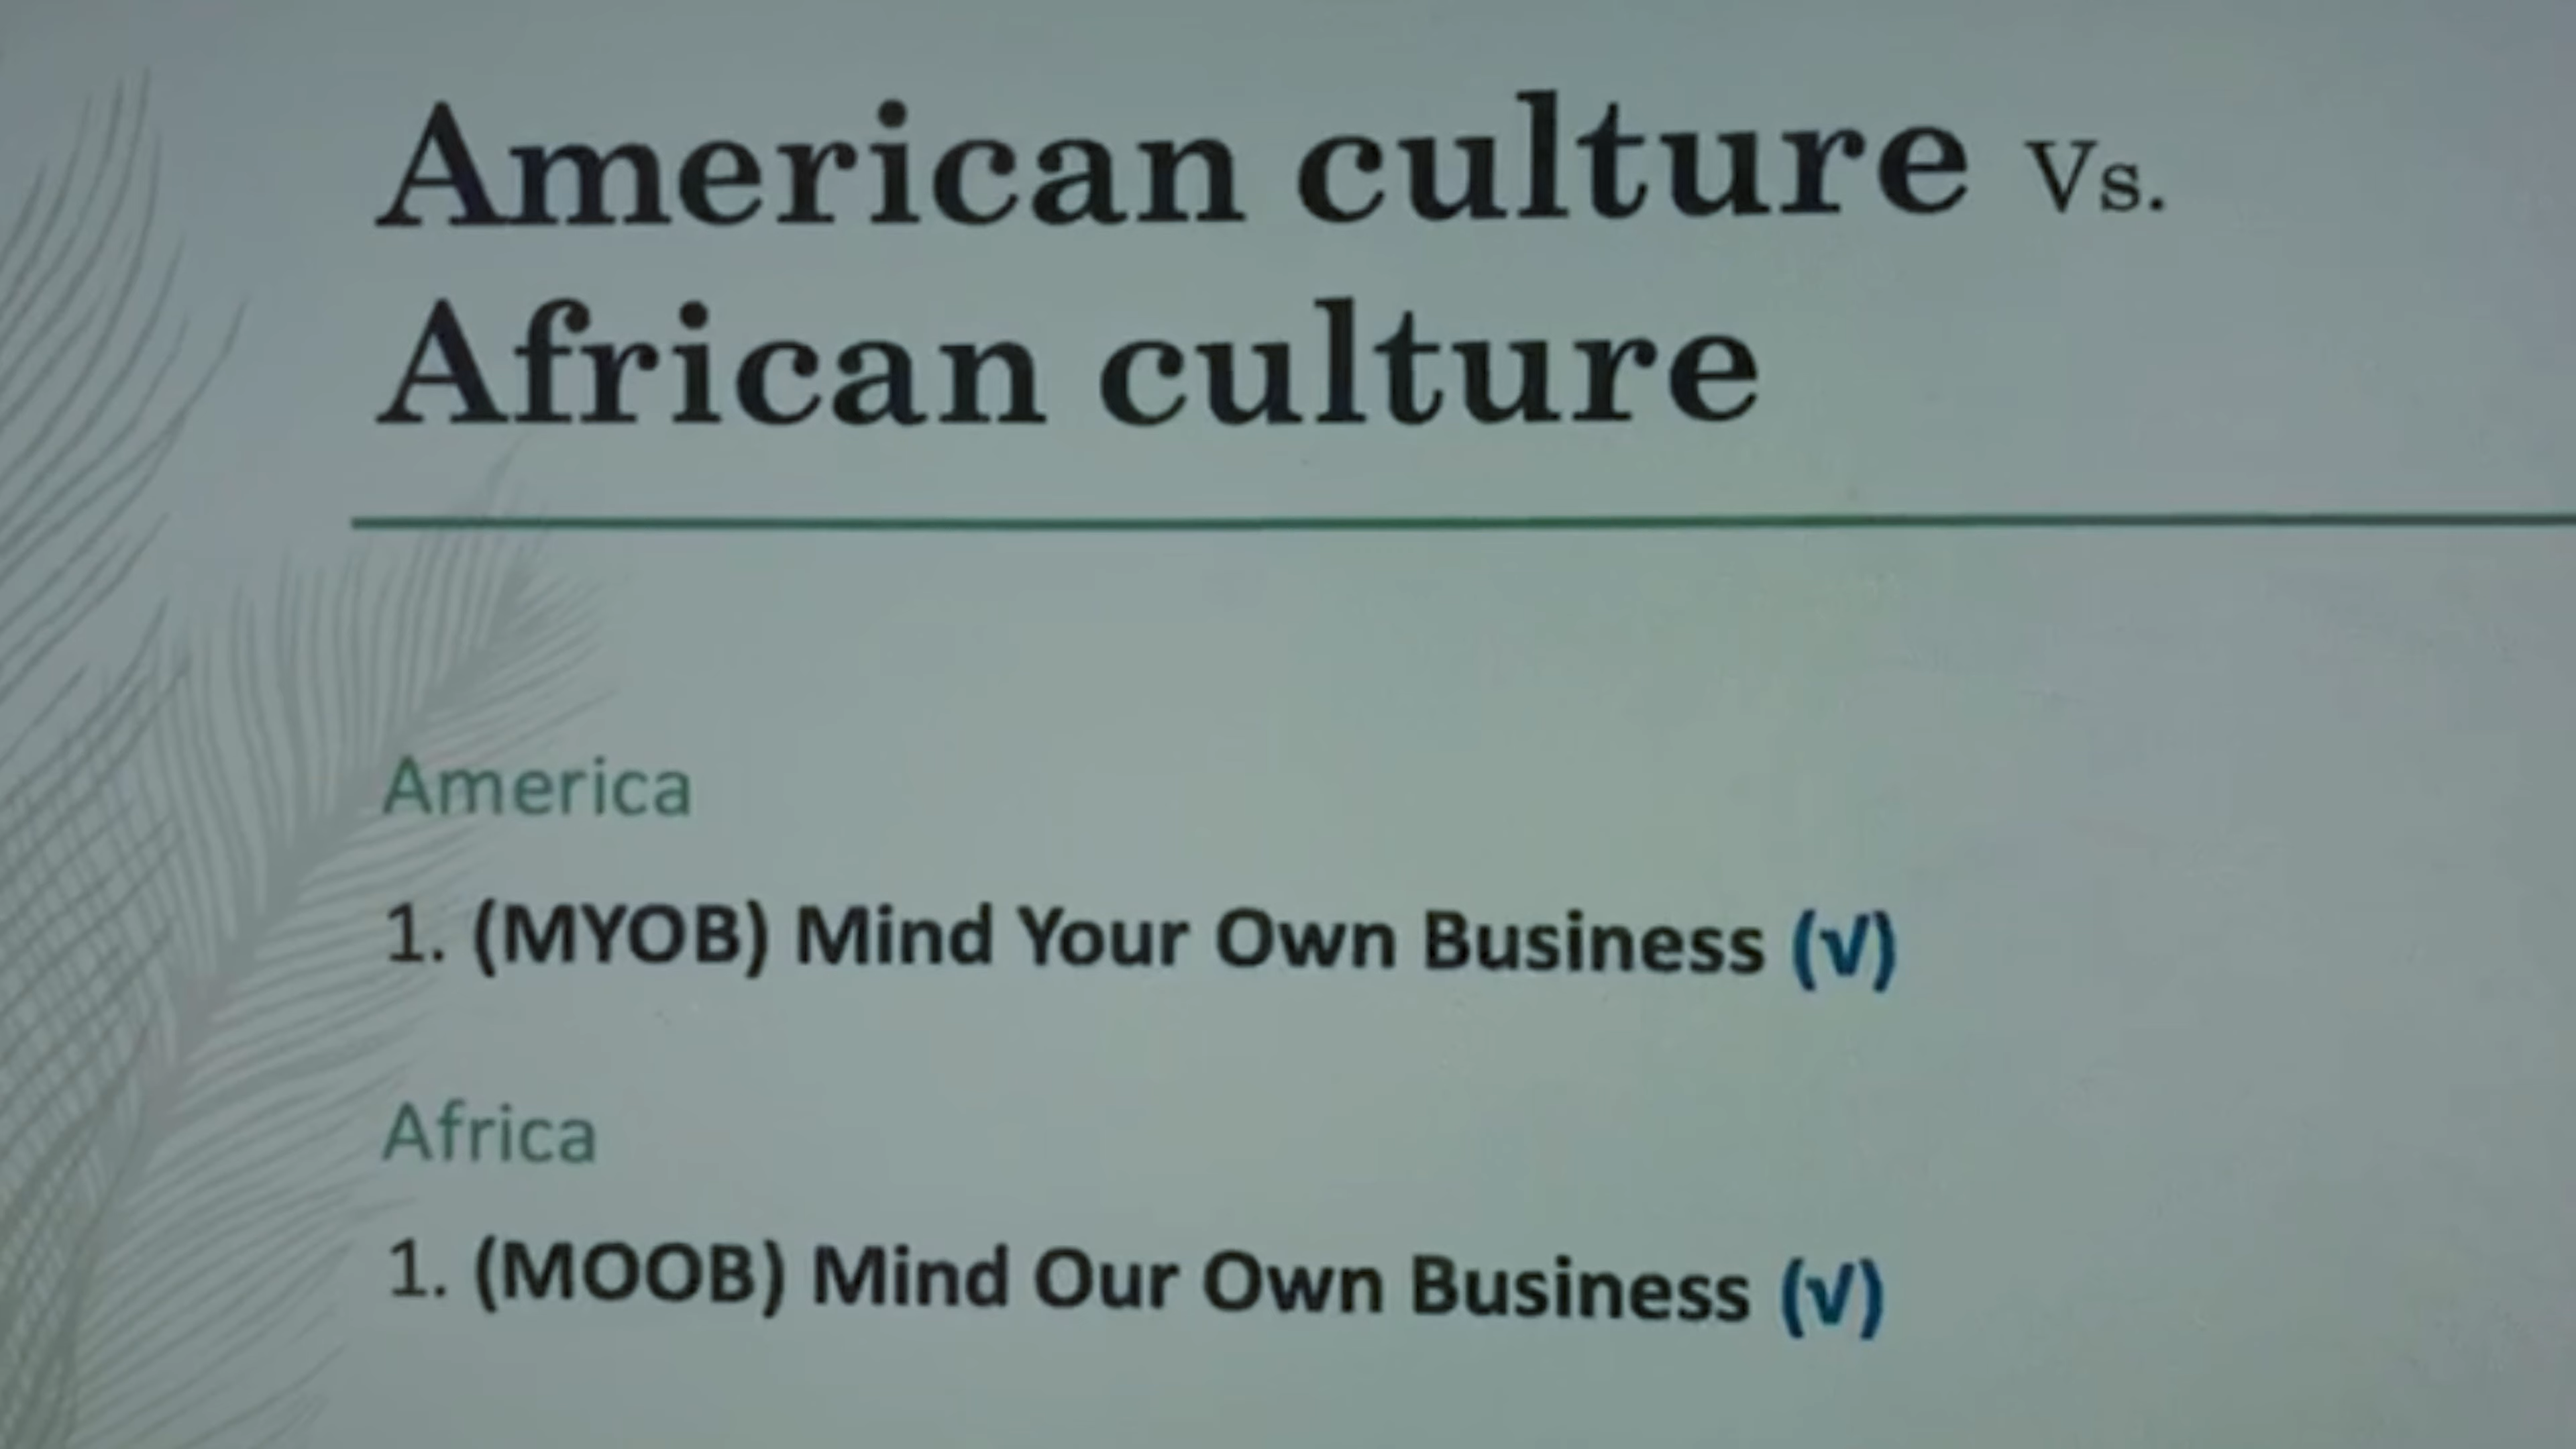 American culture Vs.
African culture
America
1. (MYOB) Mind Your Own Business (√)
Africa
1. (MOOB) Mind Our Own Business (√)